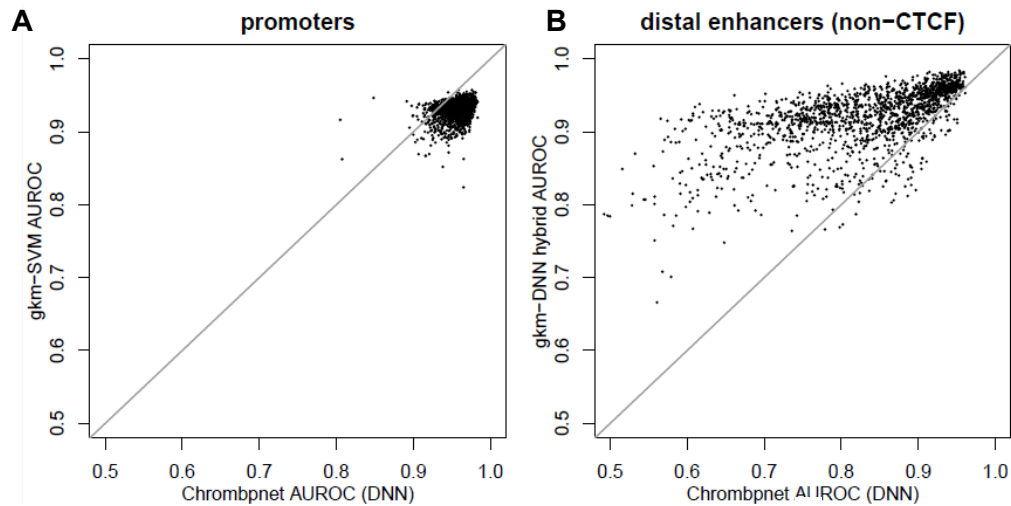 A
promoters
gkm-SVM AUROC
1.0
0.9
0.8
0.7
0.6
0.5
0.5 0.6 0.7 0.8 0.9 1.0
Chrombpnet AUROC (DNN)
B
distal enhancers (non-CTCF)
gkm-DNN hybrid AUROC
1.0
0.9
0.8
0.7
0.6
0.5
0.5 0.6 0.7 0.8 0.9 1.0
Chrombpnet AUROC (DNN)